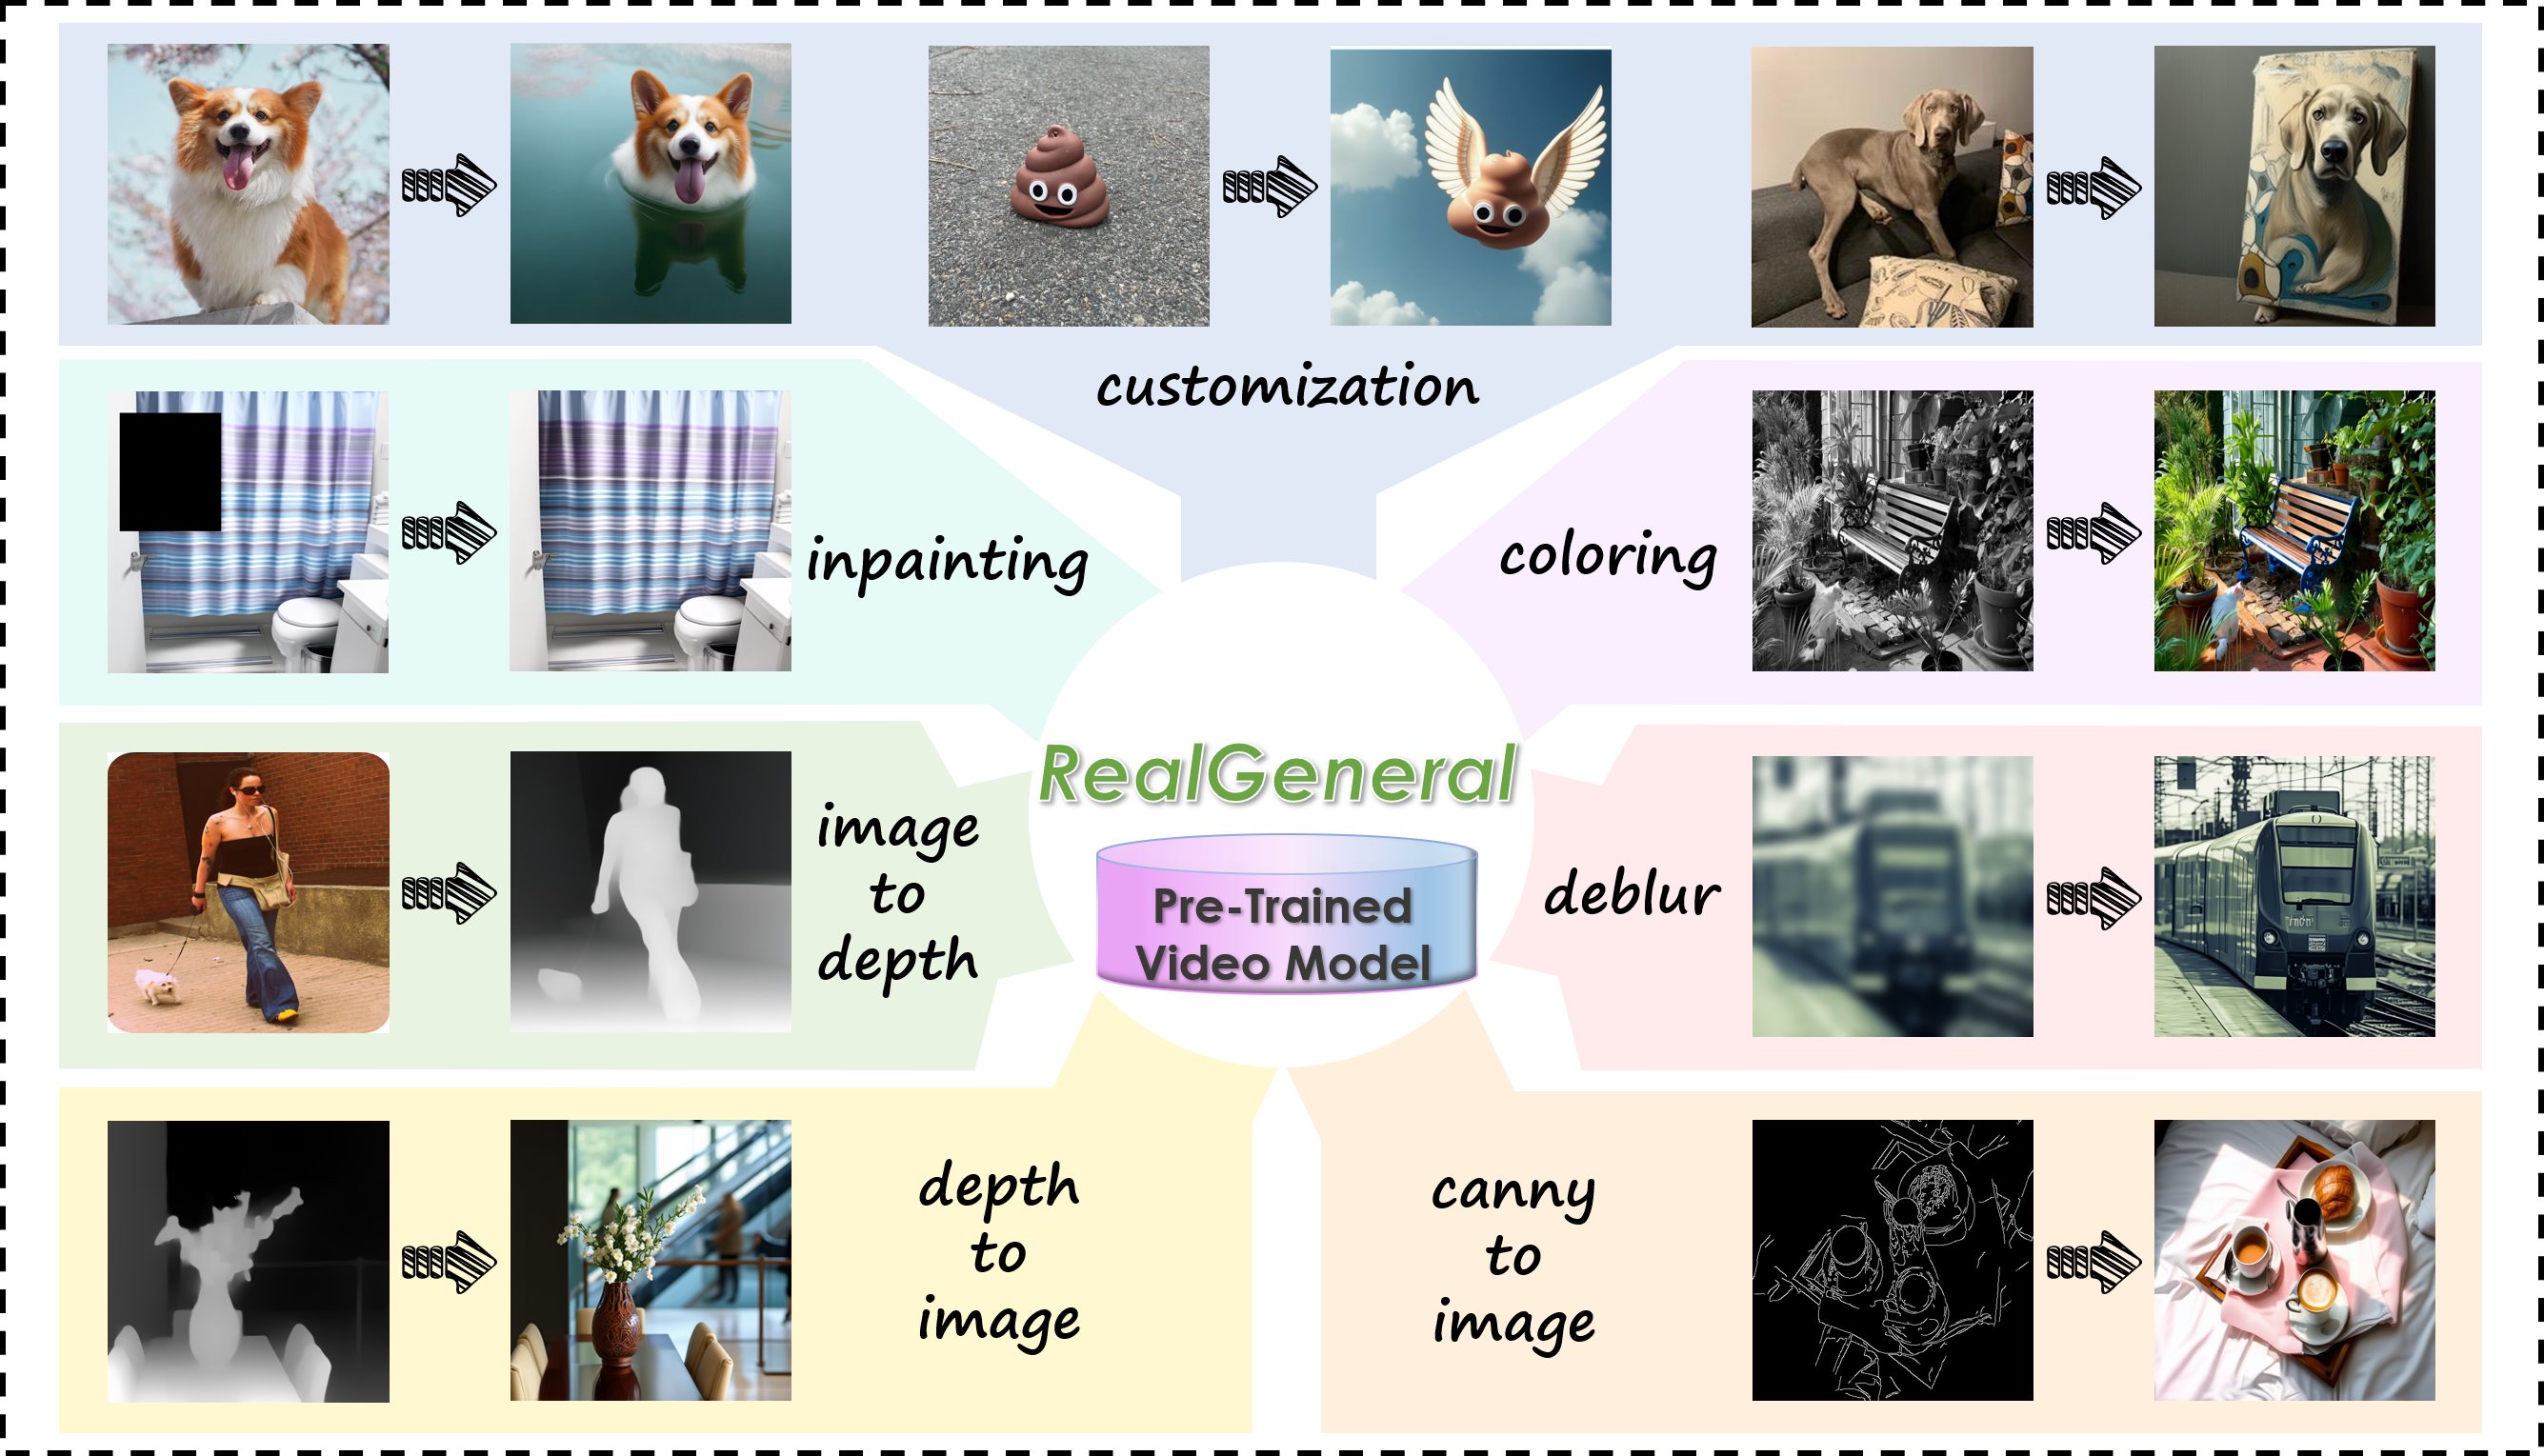 customization
inpainting
coloring
RealGeneral
Pre-Trained
Video Model
image
to
depth
deblur
depth
to
image
canny
to
image